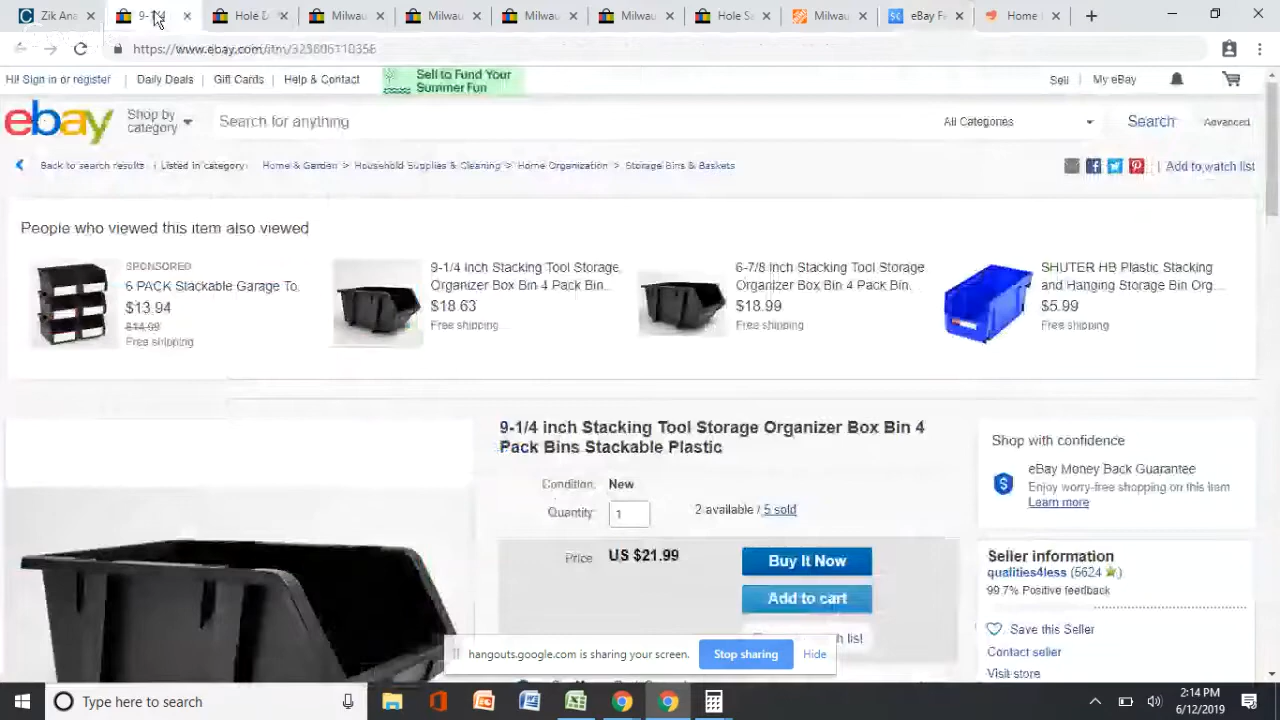 Zik Ana
9-1/4
Hole D
Milwau
Milwau
Milwau
Milwau
Hole Sa
Milwau
eBay F
Home
https://www.ebay.com/itm/323806110356
Hi! Sign in or register
Daily Deals
Gift Cards
Help & Contact
Sell to Fund Your
Summer Fun
Sell
My eBay
ebay
Shop by
category
Search for anything
All Categories
Search
Advanced
Back to search results
| Listed in category:
Home & Garden > Household Supplies & Cleaning > Home Organization > Storage Bins & Baskets
| Add to watch list
People who viewed this item also viewed
SPONSORED
6 PACK Stackable Garage To.
$13.94
$14.99
Free shipping
9-1/4 inch Stacking Tool Storage
Organizer Box Bin 4 Pack Bin...
$18.63
Free shipping
6-7/8 inch Stacking Tool Storage
Organizer Box Bin 4 Pack Bin.
$18.99
Free shipping
SHUTER HB Plastic Stacking
and Hanging Storage Bin Org...
$5.99
Free shipping
9-1/4 inch Stacking Tool Storage Organizer Box Bin 4
Pack Bins Stackable Plastic
Condition: New
Quantity: 1
2 available / 5 sold
Price: US $21.99
Buy It Now
Add to cart
h list
Shop with confidence
eBay Money Back Guarantee
Enjoy worry-free shopping on this item
Learn more
Seller information
qualities4less (5624)
99.7% Positive feedback
Save this Seller
Contact seller
Visit store
hangouts.google.com is sharing your screen.
Stop sharing
Hide
Type here to search
2:14 PM
6/12/2019